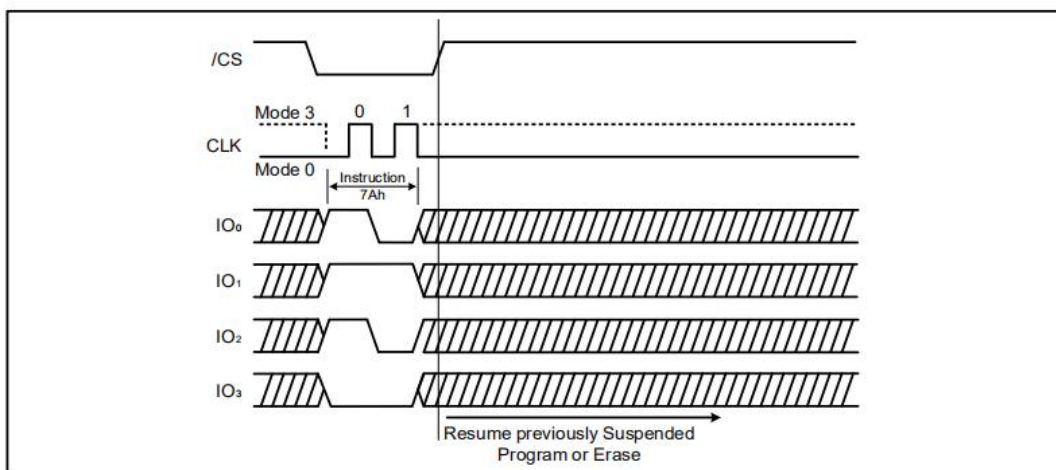 /CS
Mode 3
0 1
CLK
Mode 0
Instruction
7Ah
IO₀
IO₁
IO₂
IO₃
Resume previously Suspended
Program or Erase